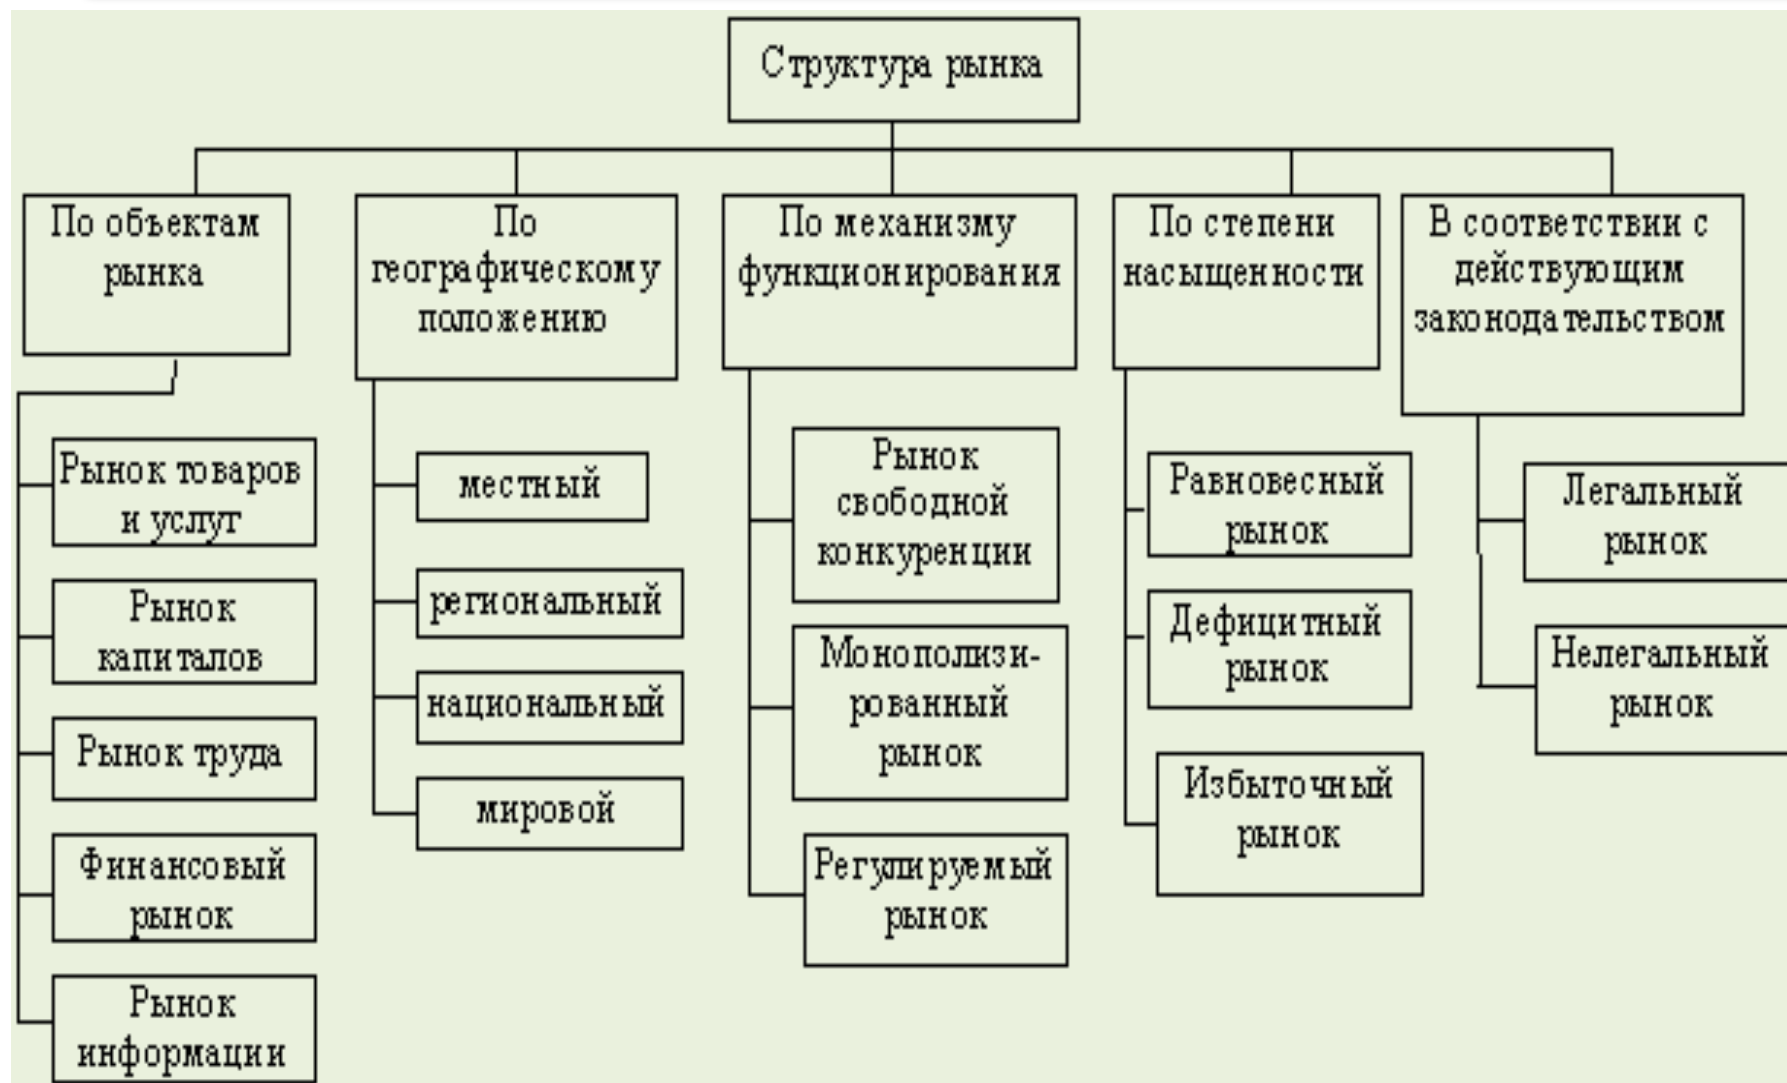 Структура рынка
По объектам
рынка
Рынок товаров
и услуг
Рынок
капиталов
Рынок труда
Финансовый
рынок
Рынок
информации
По
географическому
положению
местный
региональный
национальный
мировой
По механизму
функционирования
Рынок
свободной
конкуренции
Монополизи-
рованный
рынок
Регулируемый
рынок
По степени
насыщенности
Равновесный
рынок
Дефицитный
рынок
Избыточный
рынок
В соответствии с
действующим
законодательством
Легальный
рынок
Нелегальный
рынок